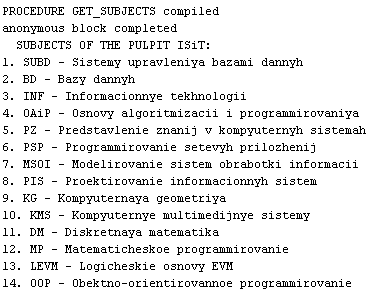 PROCEDURE GET_SUBJECTS compiled
anonymous block completed
SUBJECTS OF THE PULPIT ISiT:
1. SUBD - Sistemy upravleniya bazami dannyh
2. BD - Bazy dannyh
3. INF - Informacionnye tekhnologii
4. OAiP - Osnovy algoritmizacii i programmirovaniya
5. PZ - Predstavlenie znanij v kompyuternyh sistemah
6. PSP - Programmirovanie setevyh prilozhenij
7. MSOI - Modelirovanie sistem obrabotki informacii
8. PIS - Proektirovanie informacionnyh sistem
9. KG - Kompyuternaya geometriya
10. KMS - Kompyuternye multimedijnye sistemy
11. DM - Diskretnaya matematika
12. MP - Matematicheskoe programmirovanie
13. LEVM - Logicheskie osnovy EVM
14. OOP - Obektno-orientirovannoe programmirovanie